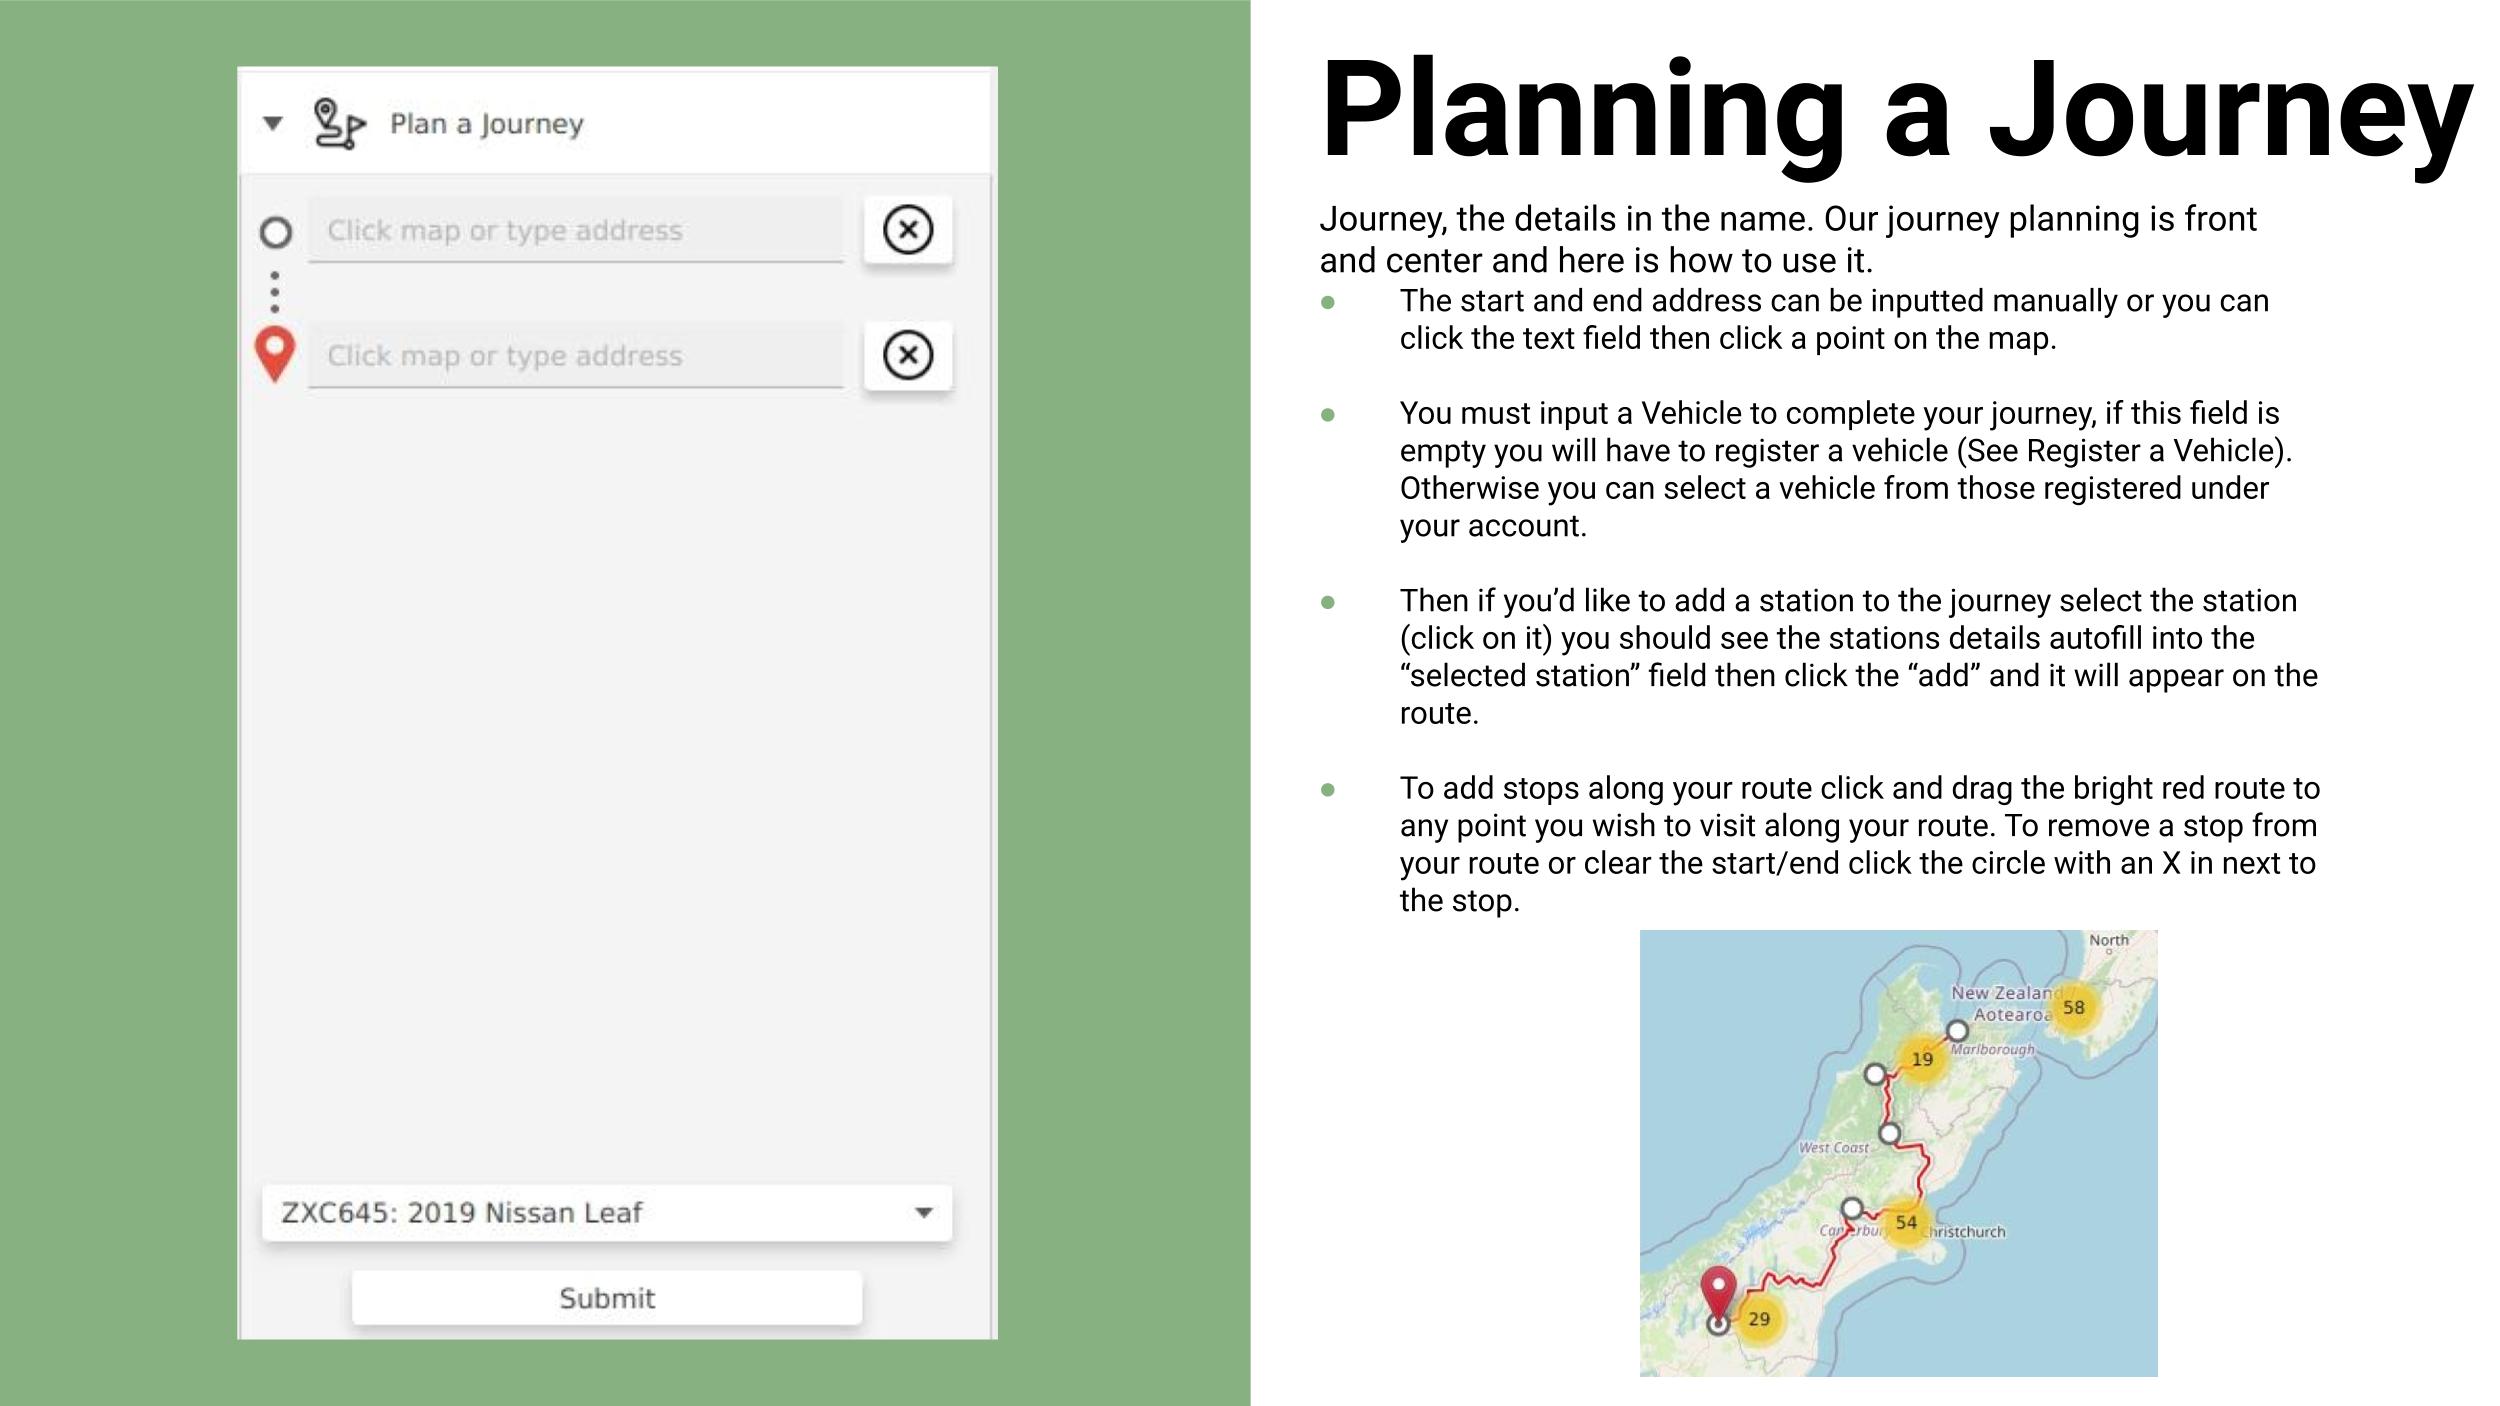 Plan a Journey
Click map or type address
Click map or type address
ZXC645: 2019 Nissan Leaf
Submit
Planning a Journey
Journey, the details in the name. Our journey planning is front
and center and here is how to use it.
The start and end address can be inputted manually or you can
click the text field then click a point on the map.
You must input a Vehicle to complete your journey, if this field is
empty you will have to register a vehicle (See Register a Vehicle).
Otherwise you can select a vehicle from those registered under
your account.
Then if you’d like to add a station to the journey select the station
(click on it) you should see the stations details autofill into the
“selected station” field then click the “add” and it will appear on the
route.
To add stops along your route click and drag the bright red route to
any point you wish to visit along your route. To remove a stop from
your route or clear the start/end click the circle with an X in next to
the stop.
North
New Zealand
58
Aotearoa
19
Marlborough
West Coast
54
Christchurch
29